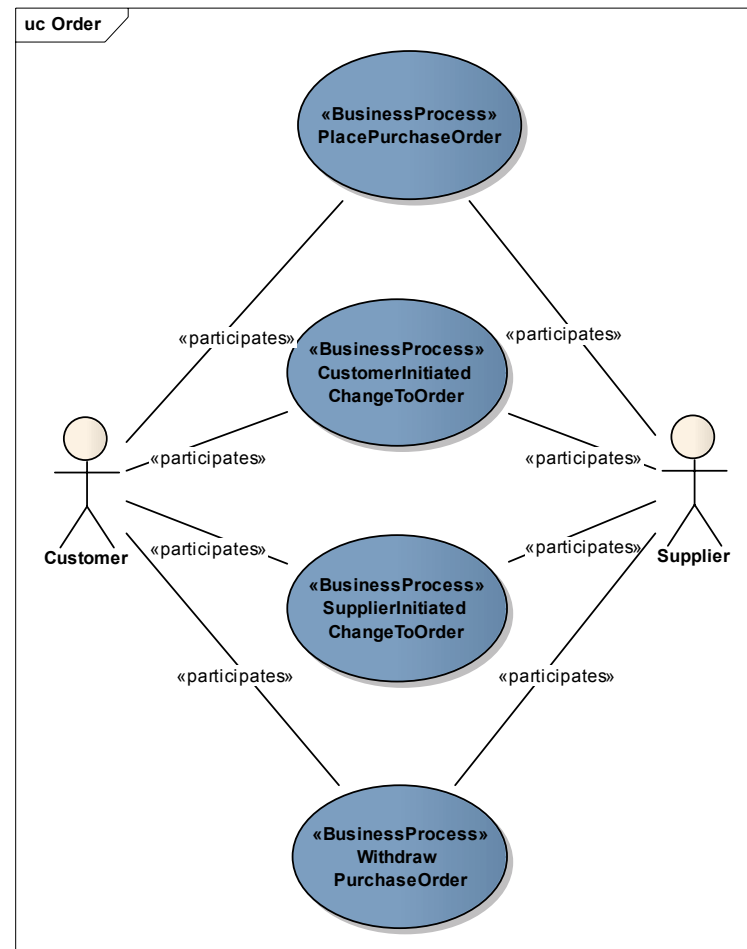 uc Order
«BusinessProcess»
PlacePurchaseOrder
«participates»
«participates»
«BusinessProcess»
CustomerInitiated
ChangeToOrder
«participates»
«participates»
Customer
Supplier
«participates»
«participates»
«BusinessProcess»
SupplierInitiated
ChangeToOrder
«participates»
«participates»
«BusinessProcess»
Withdraw
PurchaseOrder